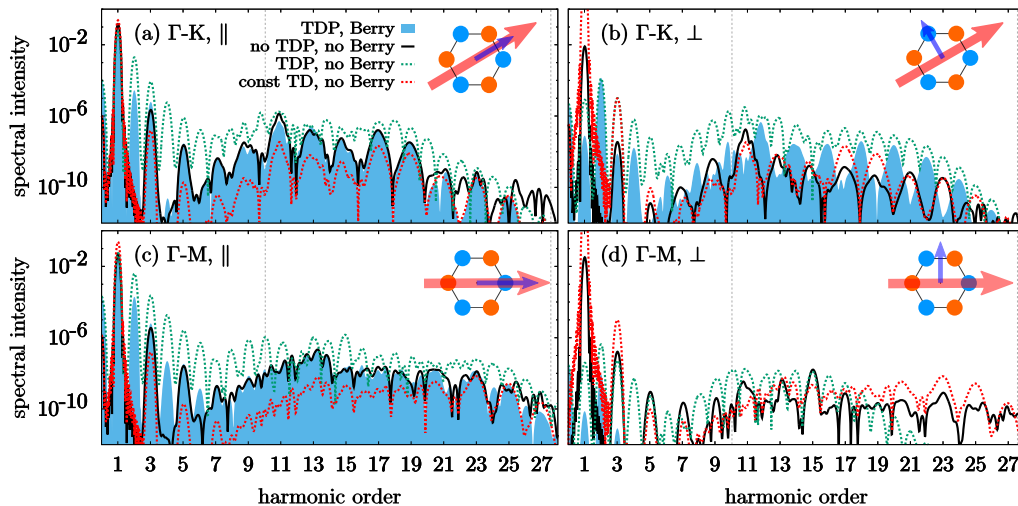 (a) Γ-K, ∥
TDP, Berry
no TDP, no Berry
TDP, no Berry
const TD, no Berry
(b) Γ-K, ⊥
spectral intensity
10⁻²
10⁻⁶
10⁻¹⁰
(c) Γ-M, ∥
(d) Γ-M, ⊥
spectral intensity
10⁻²
10⁻⁶
10⁻¹⁰
1 3 5 7 9 11 13 15 17 19 21 23 25 27
1 3 5 7 9 11 13 15 17 19 21 23 25 27
harmonic order
harmonic order